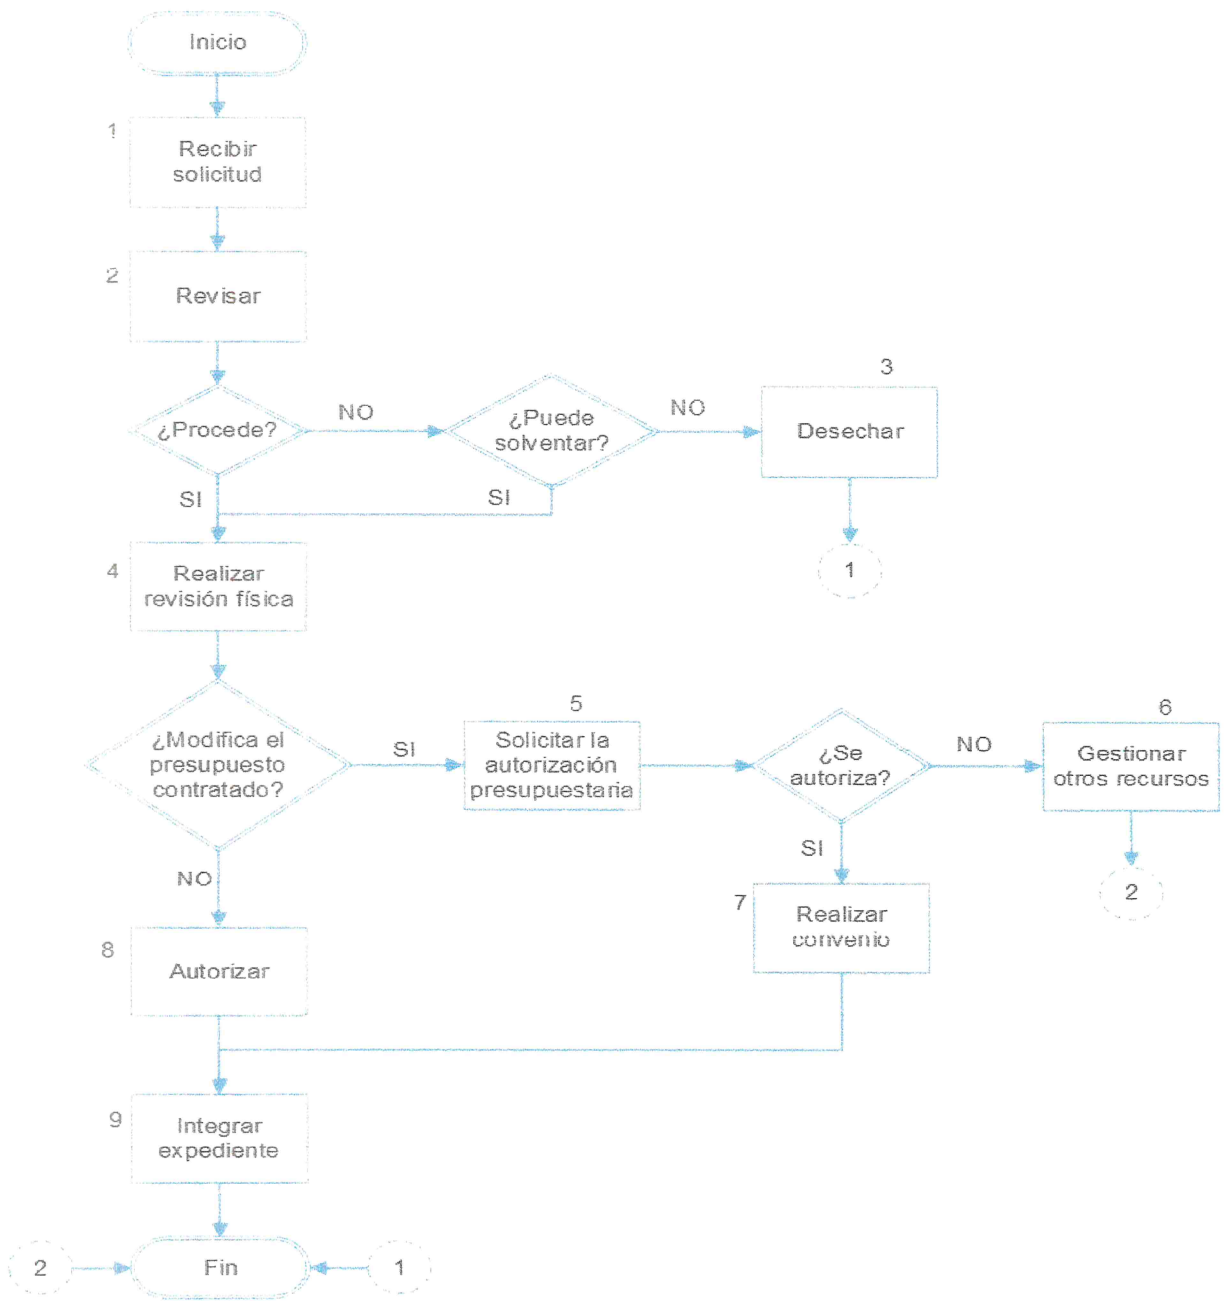 Inicio
1
Recibir
solicitud
2
Revisar
3
¿Procede?
NO
¿Puede
solventar?
NO
Desechar
SI
SI
1
4
Realizar
revisión física
5
6
¿Modifica el
presupuesto
contratado?
SI
Solicitar la
autorización
presupuestaria
¿Se
autoriza?
NO
Gestionar
otros recursos
SI
2
NO
7
Realizar
convenio
8
Autorizar
9
Integrar
expediente
2
Fin
1